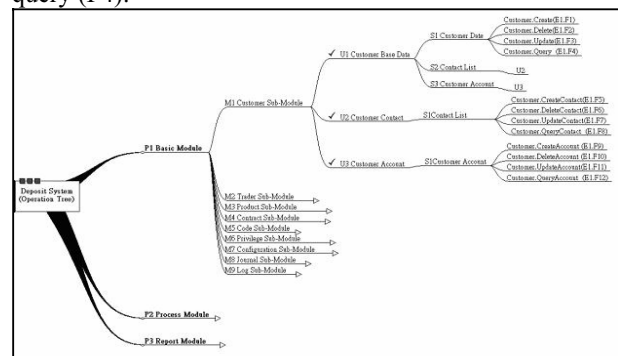 query (F4).
Customer.Create(E1.F1)
Customer.Delete(E1.F2)
Customer.Update(E1.F3)
Customer.Query (E1.F4)
S1 Customer Date
U1 Customer Base Data
S2 Contact List
U2
S3 Customer Account
U3
M1 Customer Sub-Module
Customer.CreateContact(E1.F5)
Customer.DeleteContact(E1.F6)
Customer.UpdateContact(E1.F7)
Customer.QueryContact (E1.F8)
U2 Customer Contact
S1Contact List
P1 Basic Module
Customer.CreateAccount (E1.F9)
Customer.DeleteAccount (E1.F10)
Customer.UpdateAccount(E1.F11)
Customer.QueryAccount (E1.F12)
U3 Customer Account
S1Customer Account
Deposit System
(Operation Tree)
M2 Trader Sub-Module
M3 Product Sub-Module
M4 Contract Sub-Module
M5 Code Sub-Module
M6 Privilege Sub-Module
M7 Configuration Sub-Module
M8 Journal Sub-Module
M9 Log Sub-Module
P2 Process Module
P3 Report Module